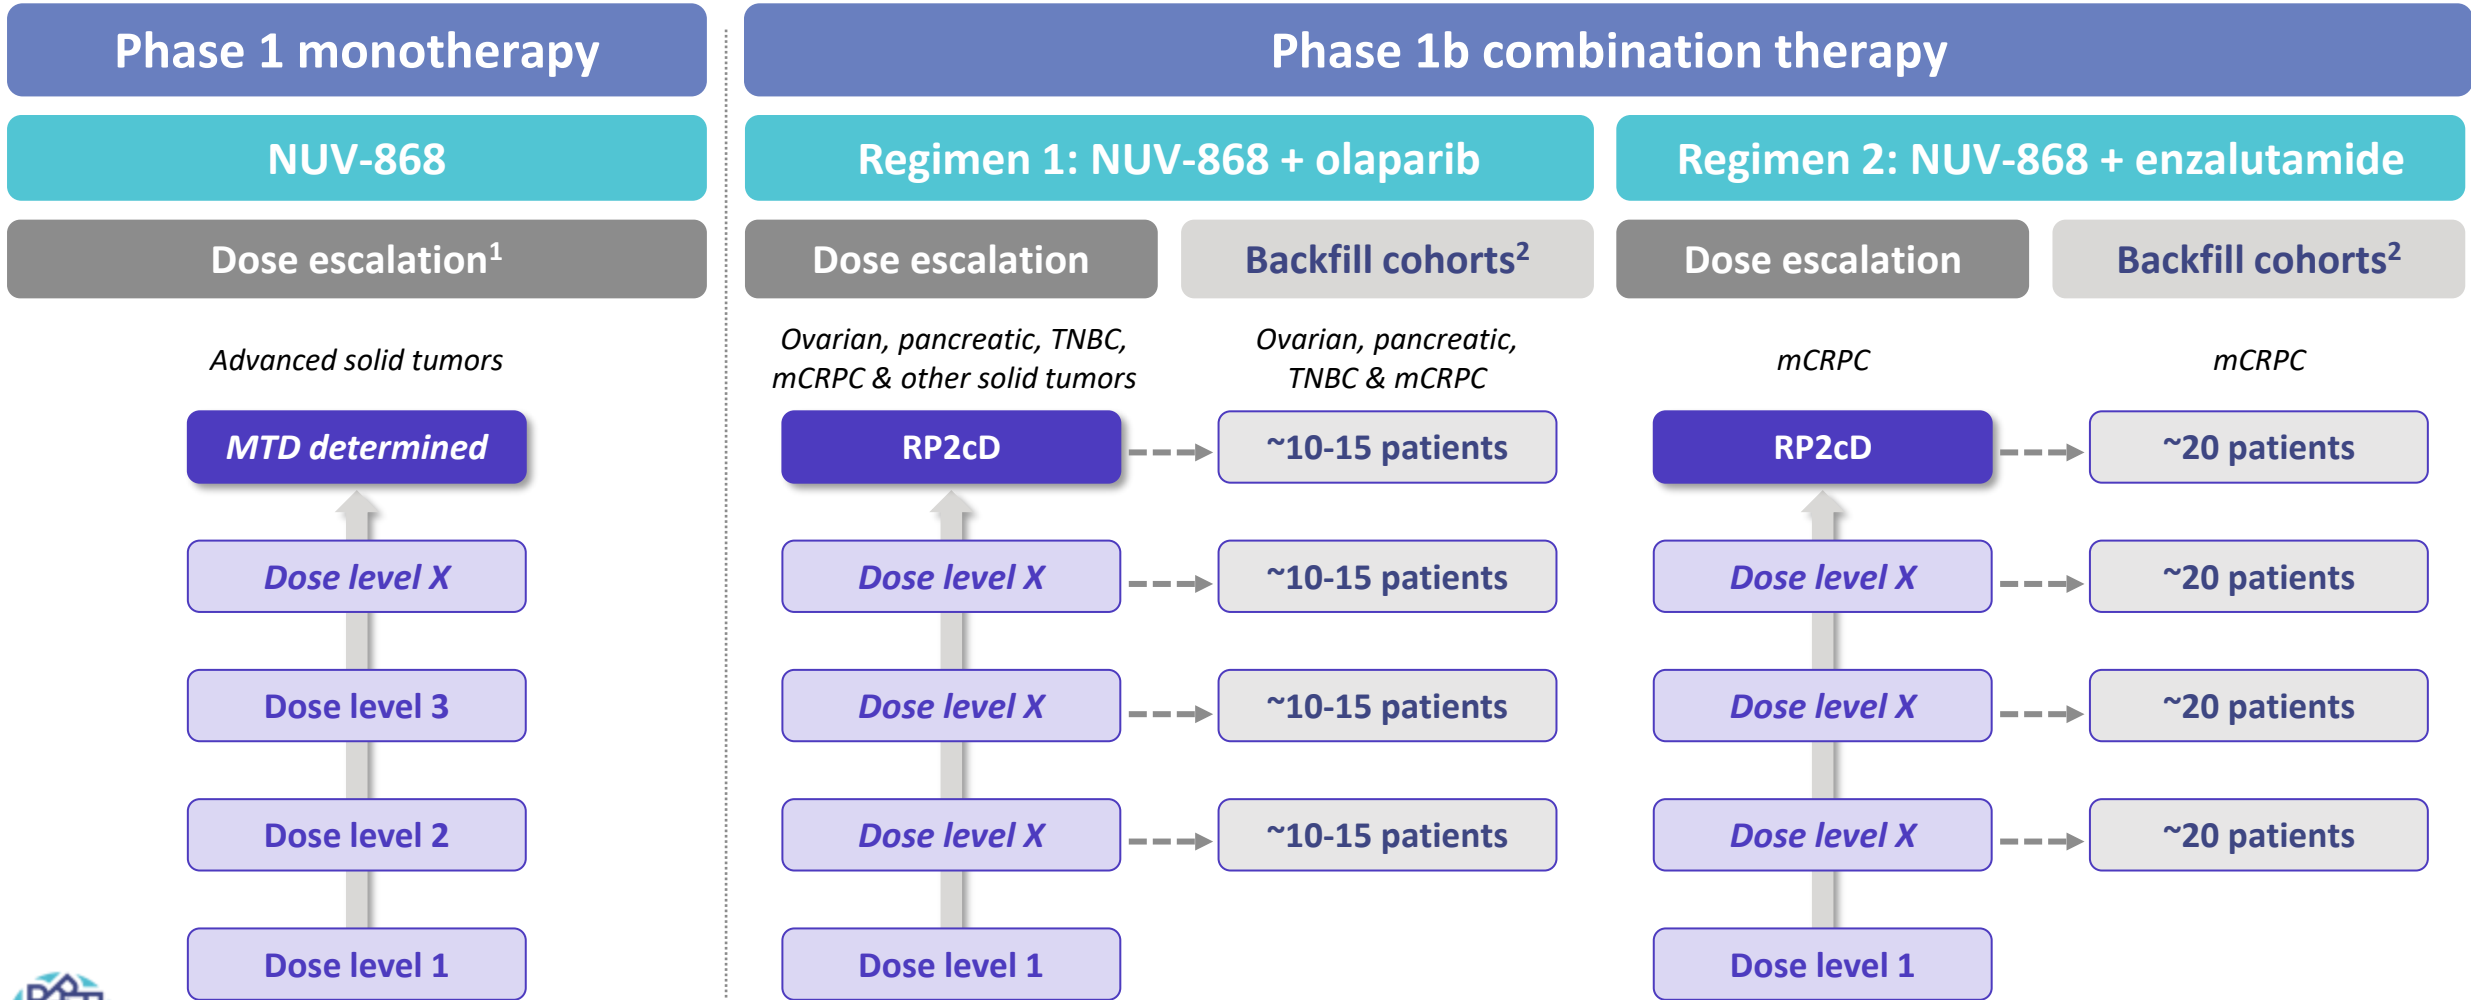 Phase 1 monotherapy
NUV-868
Dose escalation1
Advanced solid tumors
MTD determined
Dose level X
Dose level 3
Dose level 2
Dose level 1
Phase 1b combination therapy
Regimen 1: NUV-868 + olaparib
Dose escalation
Ovarian, pancreatic, TNBC,
mCRPC & other solid tumors
RP2cD
Dose level X
Dose level X
Dose level X
Dose level 1
Backfill cohorts2
Ovarian, pancreatic,
TNBC & mCRPC
~10-15 patients
~10-15 patients
~10-15 patients
~10-15 patients
Regimen 2: NUV-868 + enzalutamide
Dose escalation
mCRPC
RP2cD
Dose level X
Dose level X
Dose level X
Dose level 1
Backfill cohorts2
mCRPC
~20 patients
~20 patients
~20 patients
~20 patients